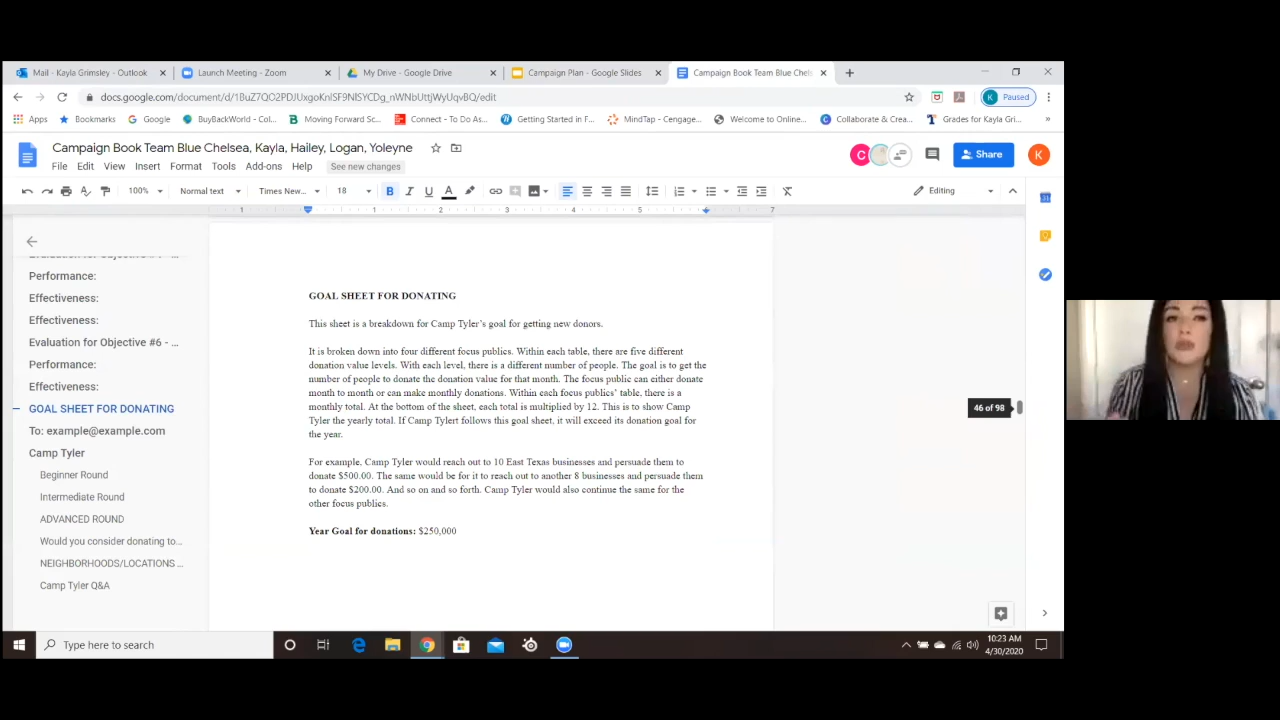 Mail - Kayla Grimsley - Outlook
Launch Meeting - Zoom
My Drive - Google Drive
Campaign Plan - Google Slides
Campaign Book Team Blue Chels
docs.google.com/document/d/
/edit
Paused
Apps
Bookmarks
Google
BuyBackWorld - Col...
Moving Forward Sc...
Connect - To Do As...
Getting Started in F...
MindTap - Cengage...
Welcome to Online...
Collaborate & Crea...
Grades for Kayla Gri...
»
Campaign Book Team Blue Chelsea, Kayla, Hailey, Logan, Yoleyne
File Edit View Insert Format Tools Add-ons Help
See new changes
C
Share
K
100%
Normal text
Times New...
18
B I U A
Editing
1 1 2 3 4 5 7
Performance:
Effectiveness:
Effectiveness:
Evaluation for Objective #6 - ...
Performance:
Effectiveness:
GOAL SHEET FOR DONATING
To: example@example.com
Camp Tyler
Beginner Round
Intermediate Round
ADVANCED ROUND
Would you consider donating to...
NEIGHBORHOODS/LOCATIONS ...
Camp Tyler Q&A
GOAL SHEET FOR DONATING
This sheet is a breakdown for Camp Tyler's goal for getting new donors.
It is broken down into four different focus publics. Within each table, there are five different
donation value levels. With each level, there is a different number of people. The goal is to get the
number of people to donate the donation value for that month. The focus public can either donate
month to month or can make monthly donations. Within each focus publics' table, there is a
monthly total. At the bottom of the sheet, each total is multiplied by 12. This is to show Camp
Tyler the yearly total. If Camp Tylert follows this goal sheet, it will exceed its donation goal for
the year.
For example, Camp Tyler would reach out to 10 East Texas businesses and persuade them to
donate $500.00. The same would be for it to reach out to another 8 businesses and persuade them
to donate $200.00. And so on and so forth. Camp Tyler would also continue the same for the
other focus publics.
Year Goal for donations: $250,000
46 of 98
Type here to search
10:23 AM
4/30/2020